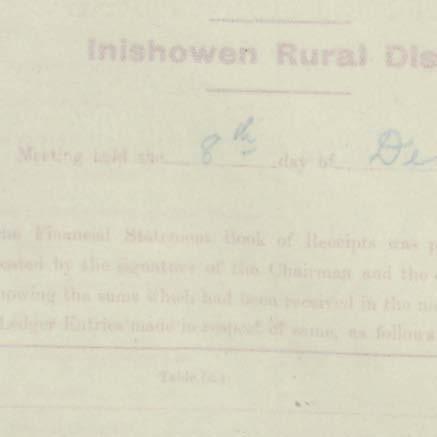 Inishowen Rural Dis
Meeting held the 8th day of De
he Financial Statement Book of Receipts was p
cated by the signature of the Chairman and the
howing the sums which had been received in the
Ledger Entries made in respect of same, as follows
Table (a.)